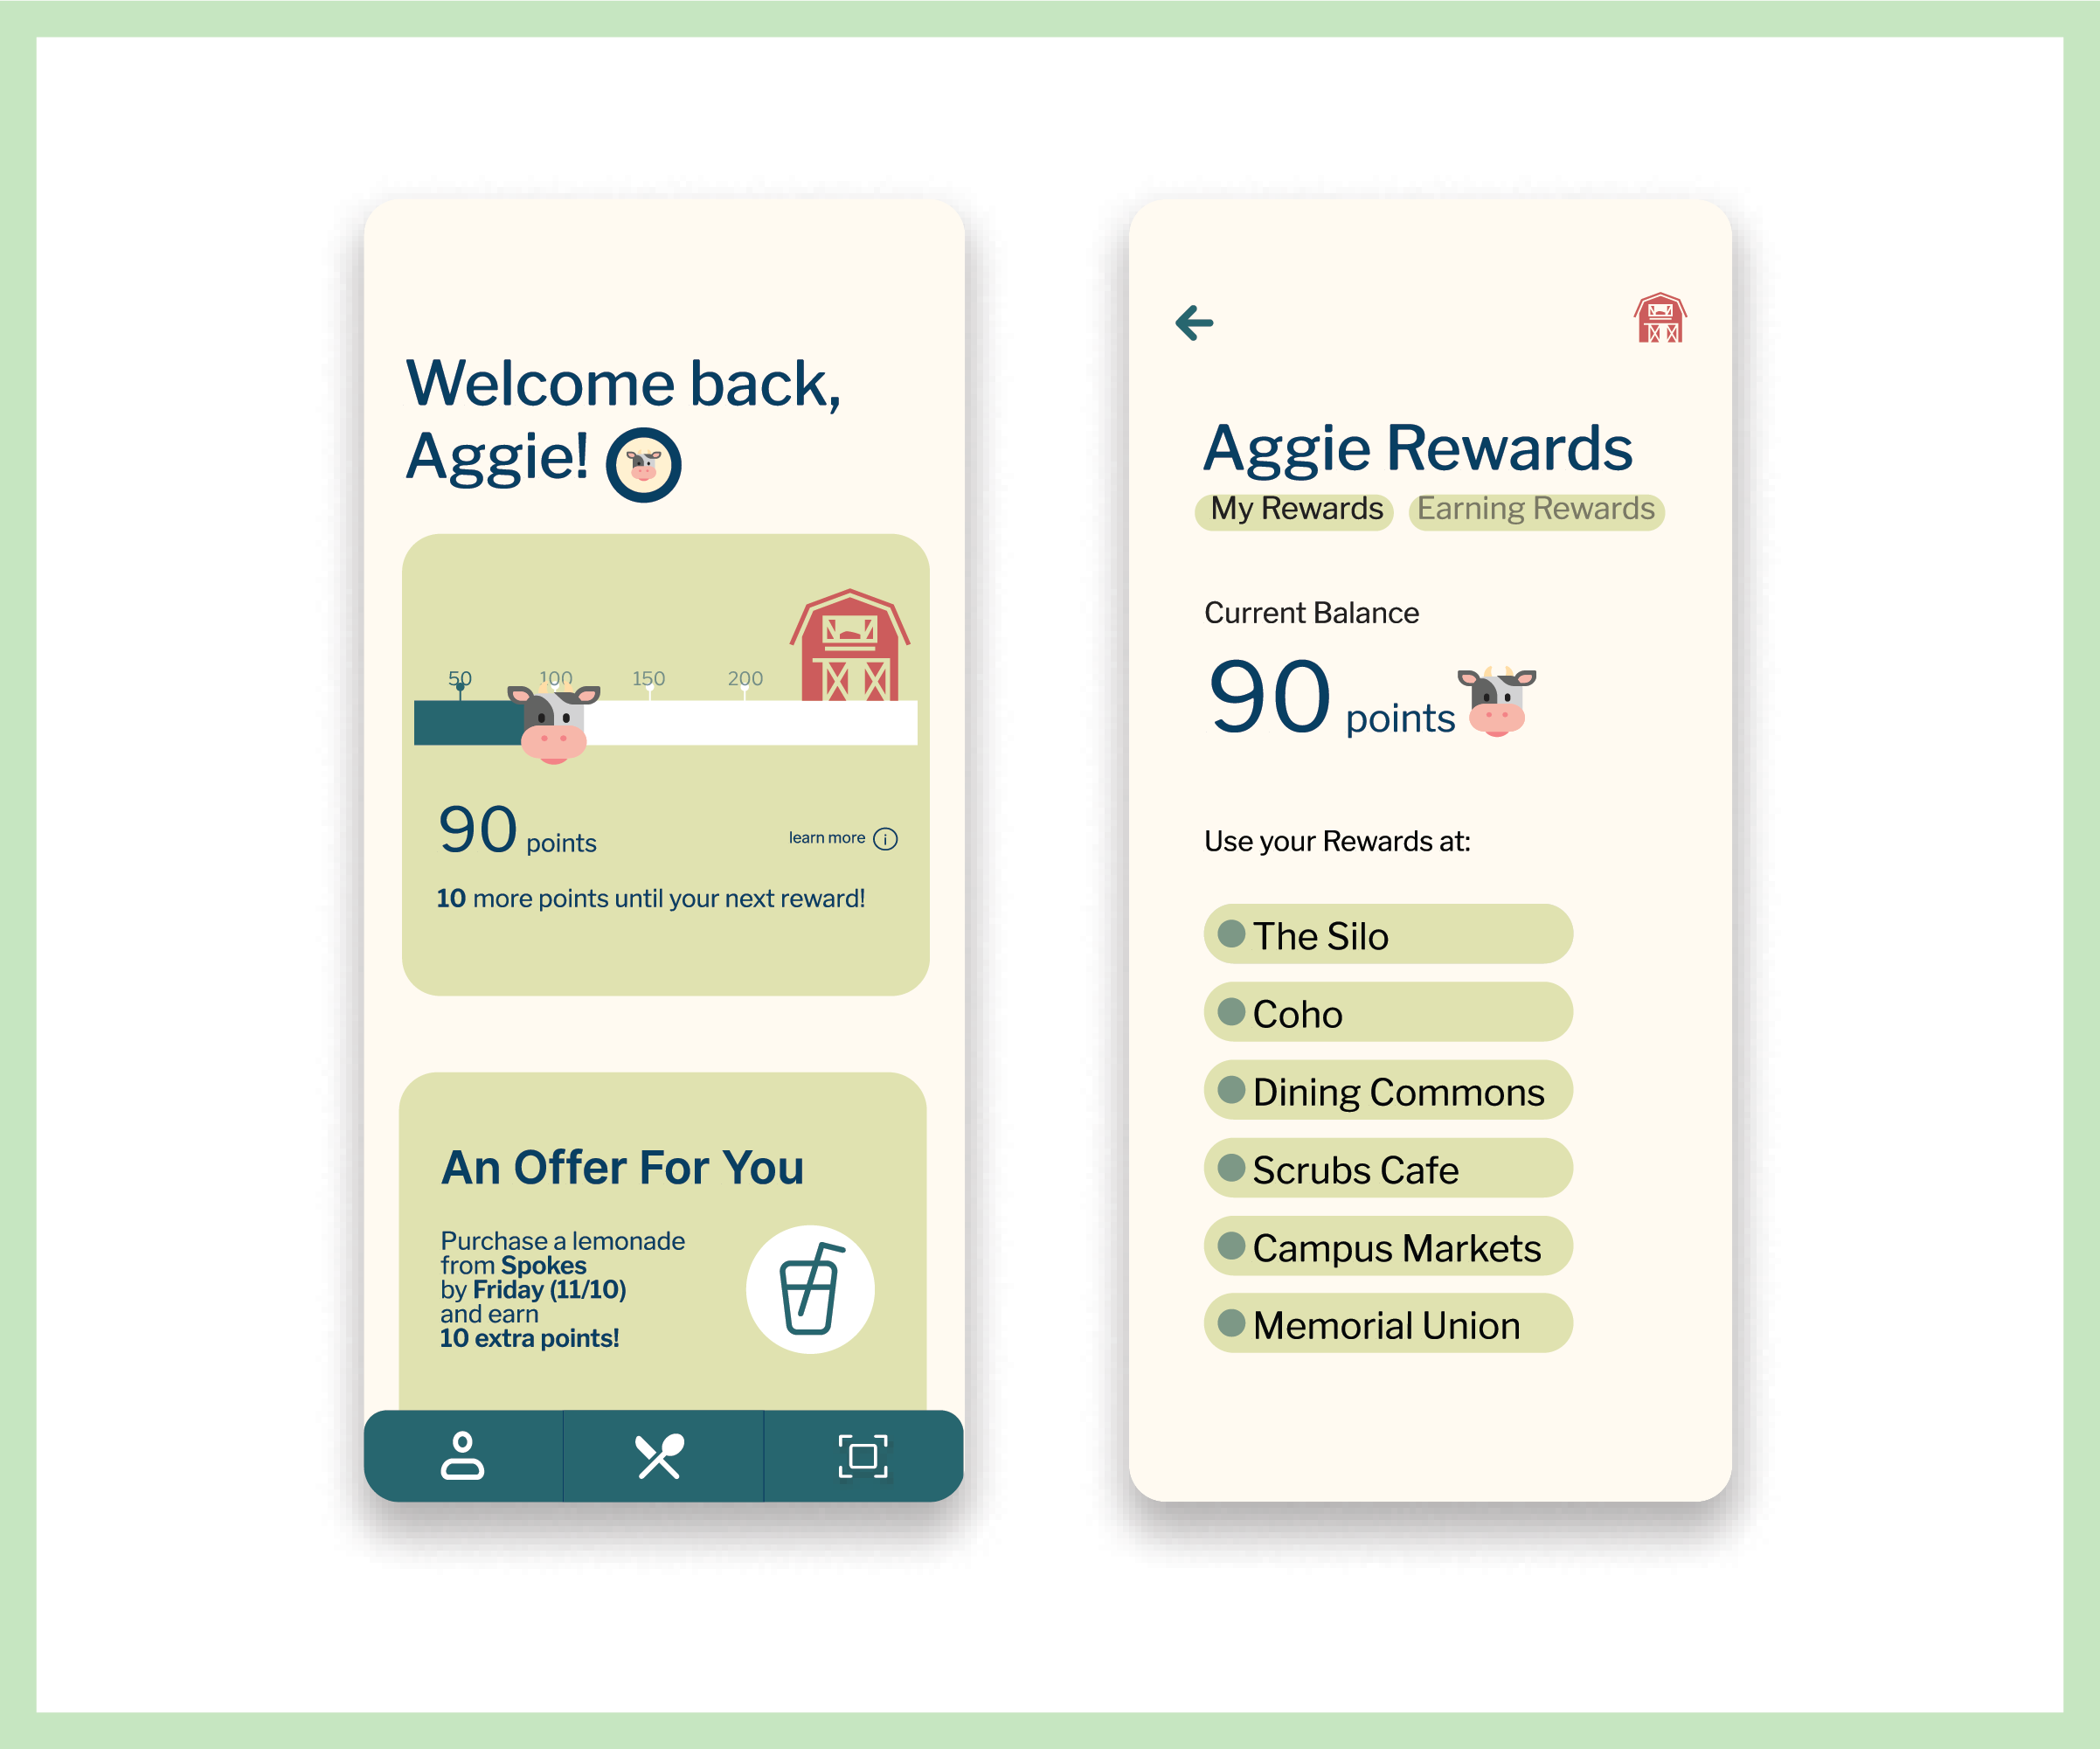 Welcome back,
Aggie!
50 100 150 200
90 points
learn more
10 more points until your next reward!
An Offer For You
Purchase a lemonade
from Spokes
by Friday (11/10)
and earn
10 extra points!
Aggie Rewards
My Rewards Earning Rewards
Current Balance
90 points
Use your Rewards at:
The Silo
Coho
Dining Commons
Scrubs Cafe
Campus Markets
Memorial Union